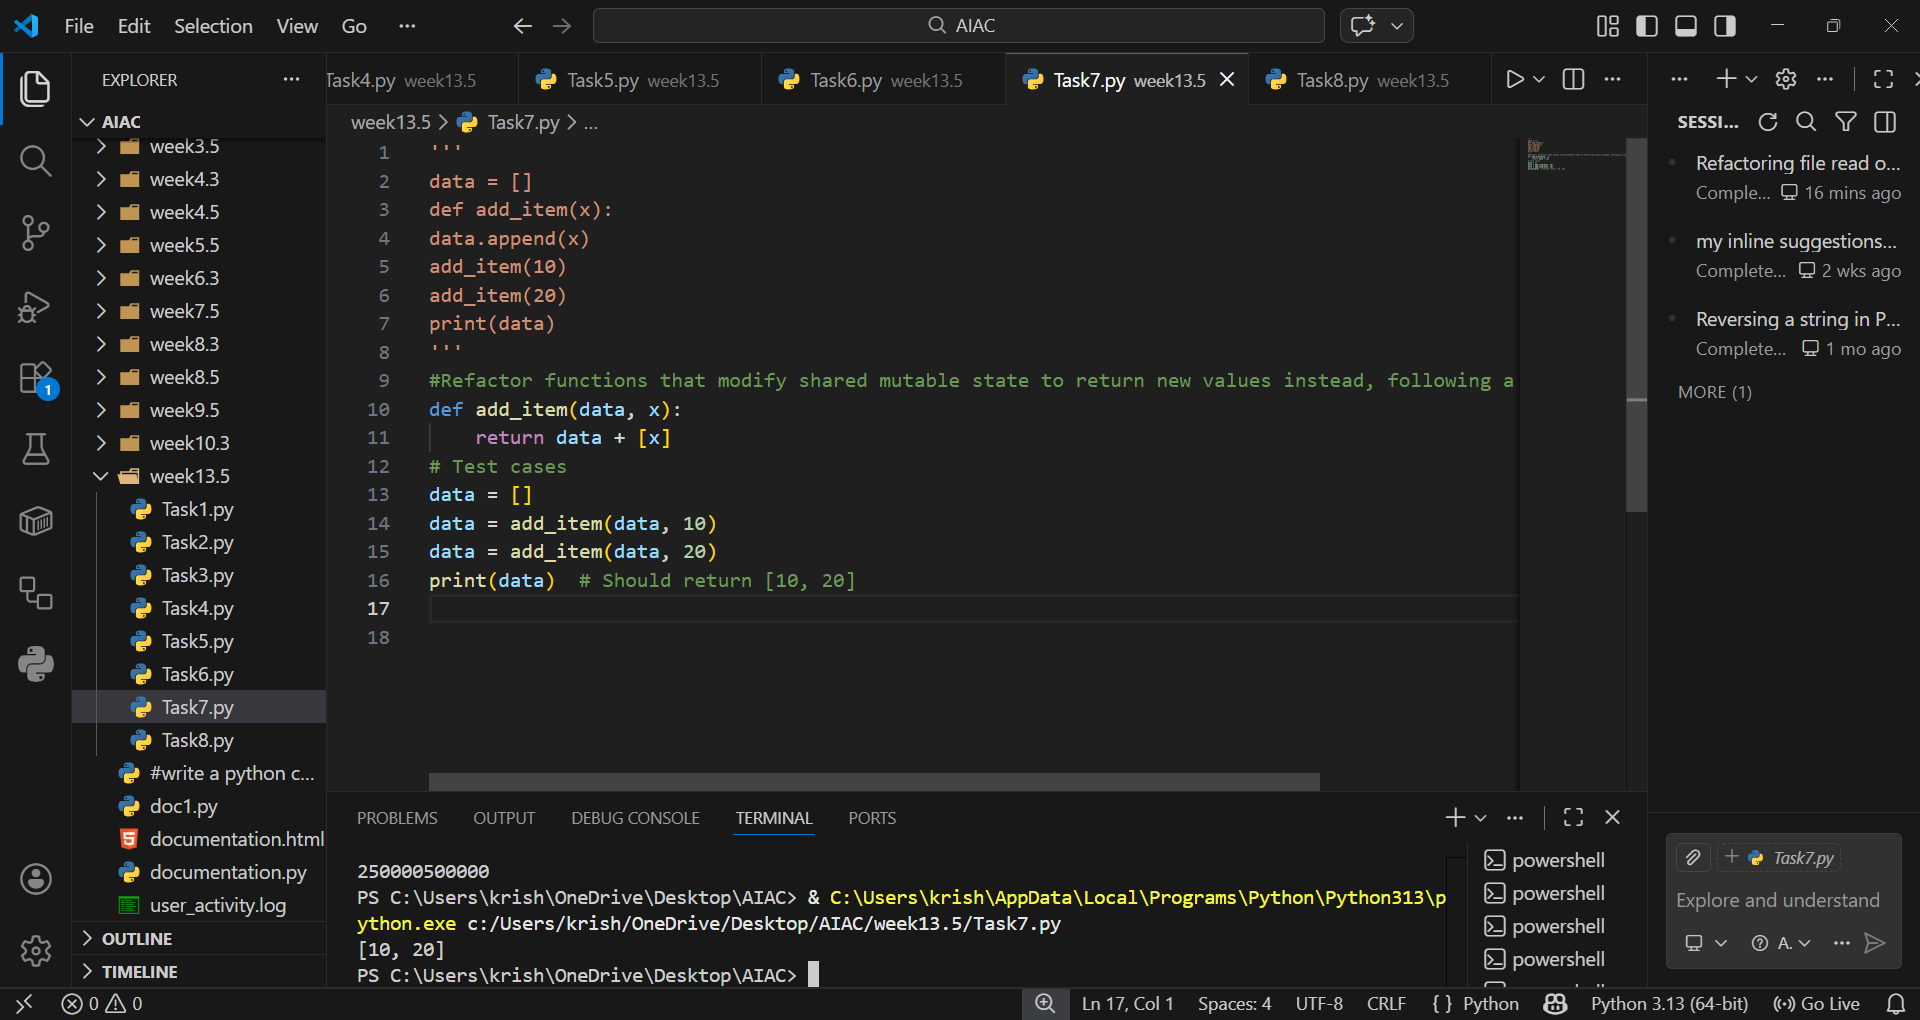 File Edit Selection View Go ···
AIAC
EXPLORER ···
AIAC
week3.5
week4.3
week4.5
week5.5
week6.3
week7.5
week8.3
week8.5
week9.5
week10.3
week13.5
Task1.py
Task2.py
Task3.py
Task4.py
Task5.py
Task6.py
Task7.py
Task8.py
#write a python c...
doc1.py
documentation.html
documentation.py
user_activity.log
OUTLINE
TIMELINE
1
Task4.py week13.5
Task5.py week13.5
Task6.py week13.5
Task7.py week13.5
Task8.py week13.5
week13.5 > Task7.py > ...
1 '''
2 data = []
3 def add_item(x):
4 data.append(x)
5 add_item(10)
6 add_item(20)
7 print(data)
8 '''
9 #Refactor functions that modify shared mutable state to return new values instead, following a
10 def add_item(data, x):
11     return data + [x]
12 # Test cases
13 data = []
14 data = add_item(data, 10)
15 data = add_item(data, 20)
16 print(data)  # Should return [10, 20]
17
18
PROBLEMS OUTPUT DEBUG CONSOLE TERMINAL PORTS
250000500000
PS C:\Users\krish\OneDrive\Desktop\AIAC> & C:\Users\krish\AppData\Local\Programs\Python\Python313\p
ython.exe c:/Users/krish/OneDrive/Desktop/AIAC/week13.5/Task7.py
[10, 20]
PS C:\Users\krish\OneDrive\Desktop\AIAC>
powershell
powershell
powershell
powershell
SESSI...
Refactoring file read o...
Comple... 16 mins ago
my inline suggestions...
Complete... 2 wks ago
Reversing a string in P...
Complete... 1 mo ago
MORE (1)
Task7.py
Explore and understand
A.
0 0
Ln 17, Col 1 Spaces: 4 UTF-8 CRLF { } Python Python 3.13 (64-bit) Go Live